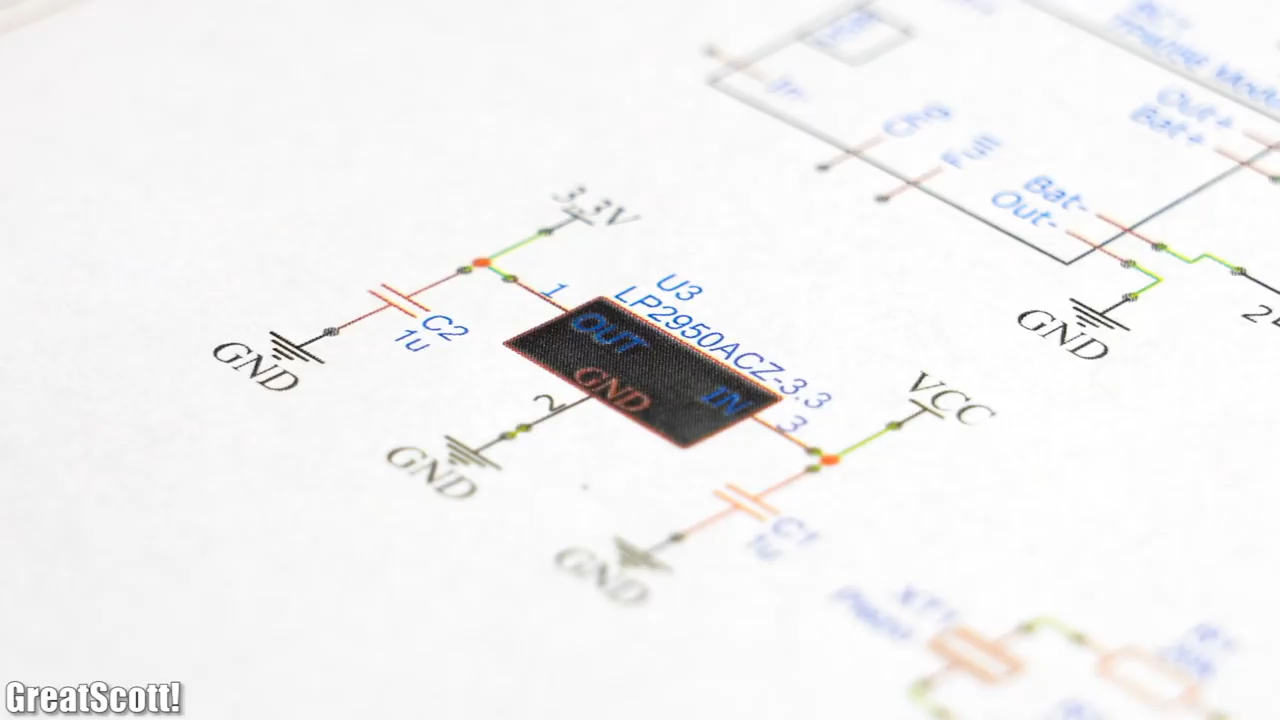 Out+
Bat+
Chg
Full
Bat-
Out-
3.3V
U3
LP2950ACZ-3.3
1
OUT
C2
1u
GND
GND
IN
3
2
VCC
GND
GND
C1
1u
GND
GreatScott!